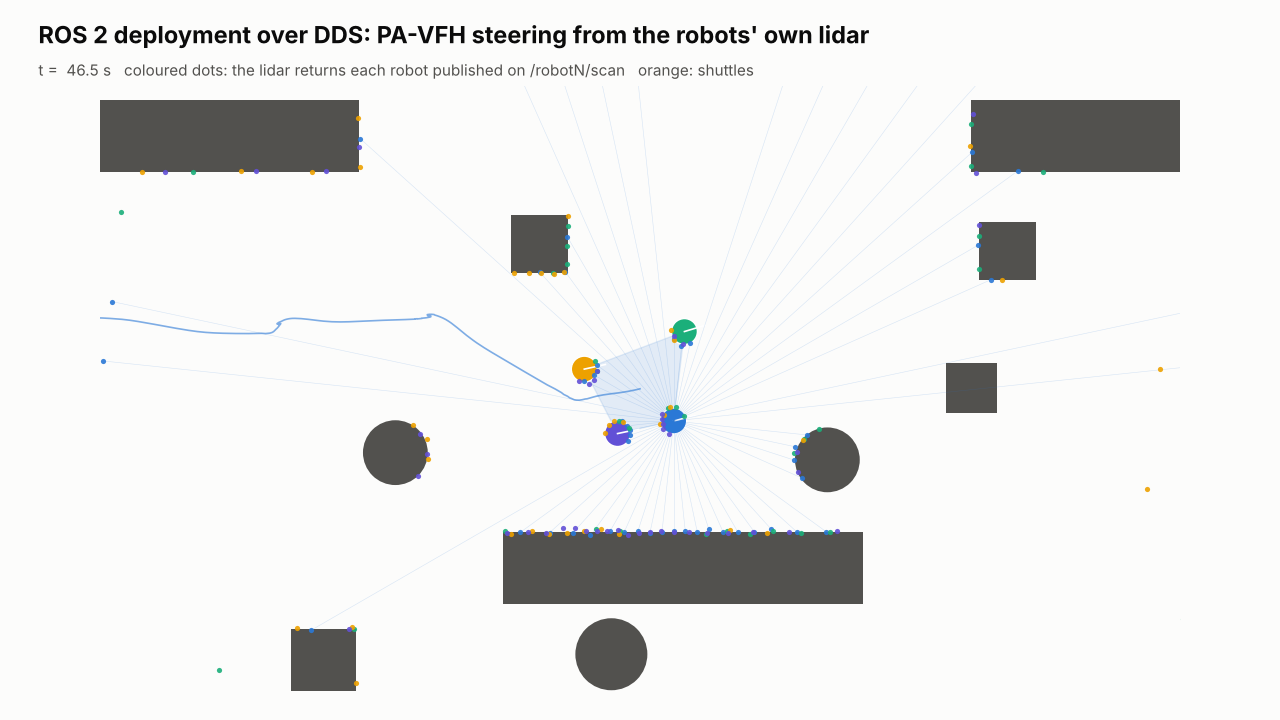 ROS 2 deployment over DDS: PA-VFH steering from the robots' own lidar
t = 46.5 s coloured dots: the lidar returns each robot published on /robotN/scan orange: shuttles